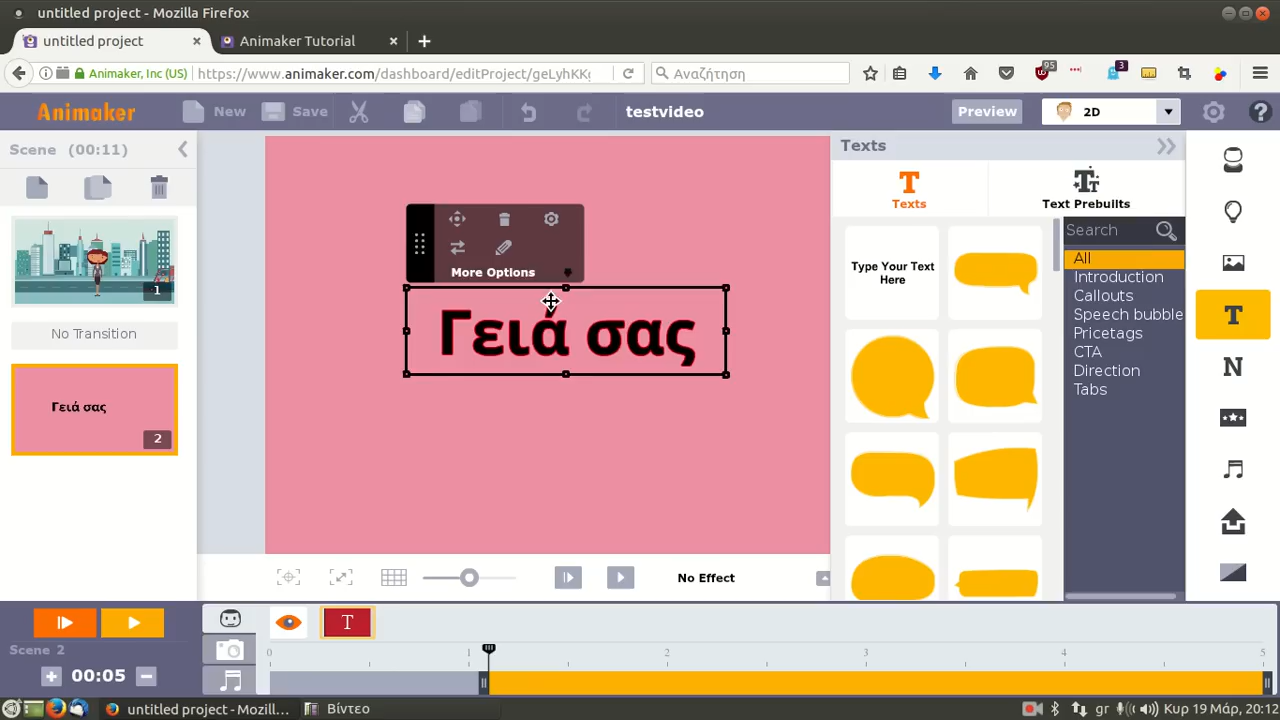 untitled project - Mozilla Firefox
untitled project
Animaker Tutorial
Animaker, Inc (US)
https://www.animaker.com/dashboard/editProject/geLyhKKg
Αναζήτηση
95
3
Animaker
New
Save
testvideo
Preview
2D
Scene (00:11)
1
No Transition
Γειά σας
2
More Options
Γειά σας
Texts
Texts
Text Prebuilts
Type Your Text
Here
Search
All
Introduction
Callouts
Speech bubble
Pricetags
CTA
Direction
Tabs
No Effect
Scene 2
00:05
0
1
2
3
4
5
untitled project - Mozill...
Βίντεο
gr
Κυρ 19 Μάρ, 20:12